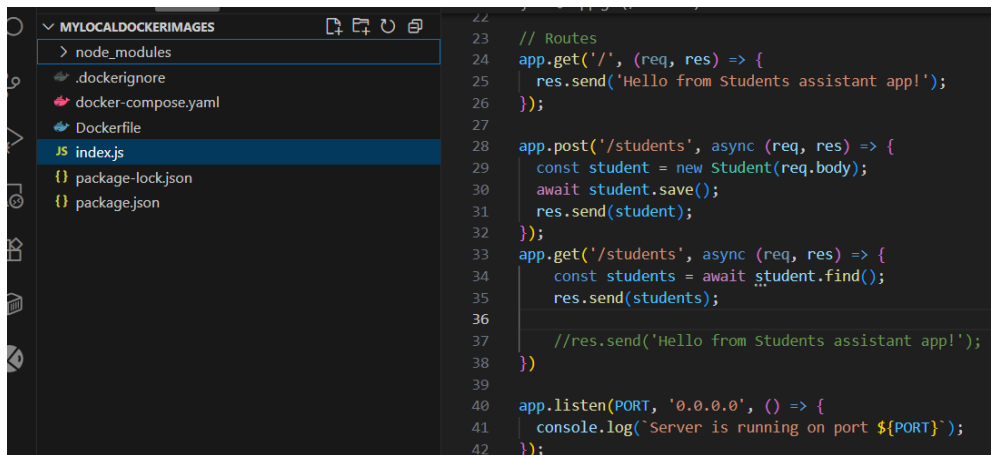 MYLOCALDOCKERIMAGES
node_modules
.dockerignore
docker-compose.yaml
Dockerfile
JS index.js
{} package-lock.json
{} package.json
22
23 // Routes
24 app.get('/', (req, res) => {
25 res.send('Hello from Students assistant app!');
26 });
27
28 app.post('/students', async (req, res) => {
29 const student = new Student(req.body);
30 await student.save();
31 res.send(student);
32 });
33 app.get('/students', async (req, res) => {
34 const students = await student.find();
35 res.send(students);
36
37 //res.send('Hello from Students assistant app!');
38 })
39
40 app.listen(PORT, '0.0.0.0', () => {
41 console.log(`Server is running on port ${PORT}`);
42 });